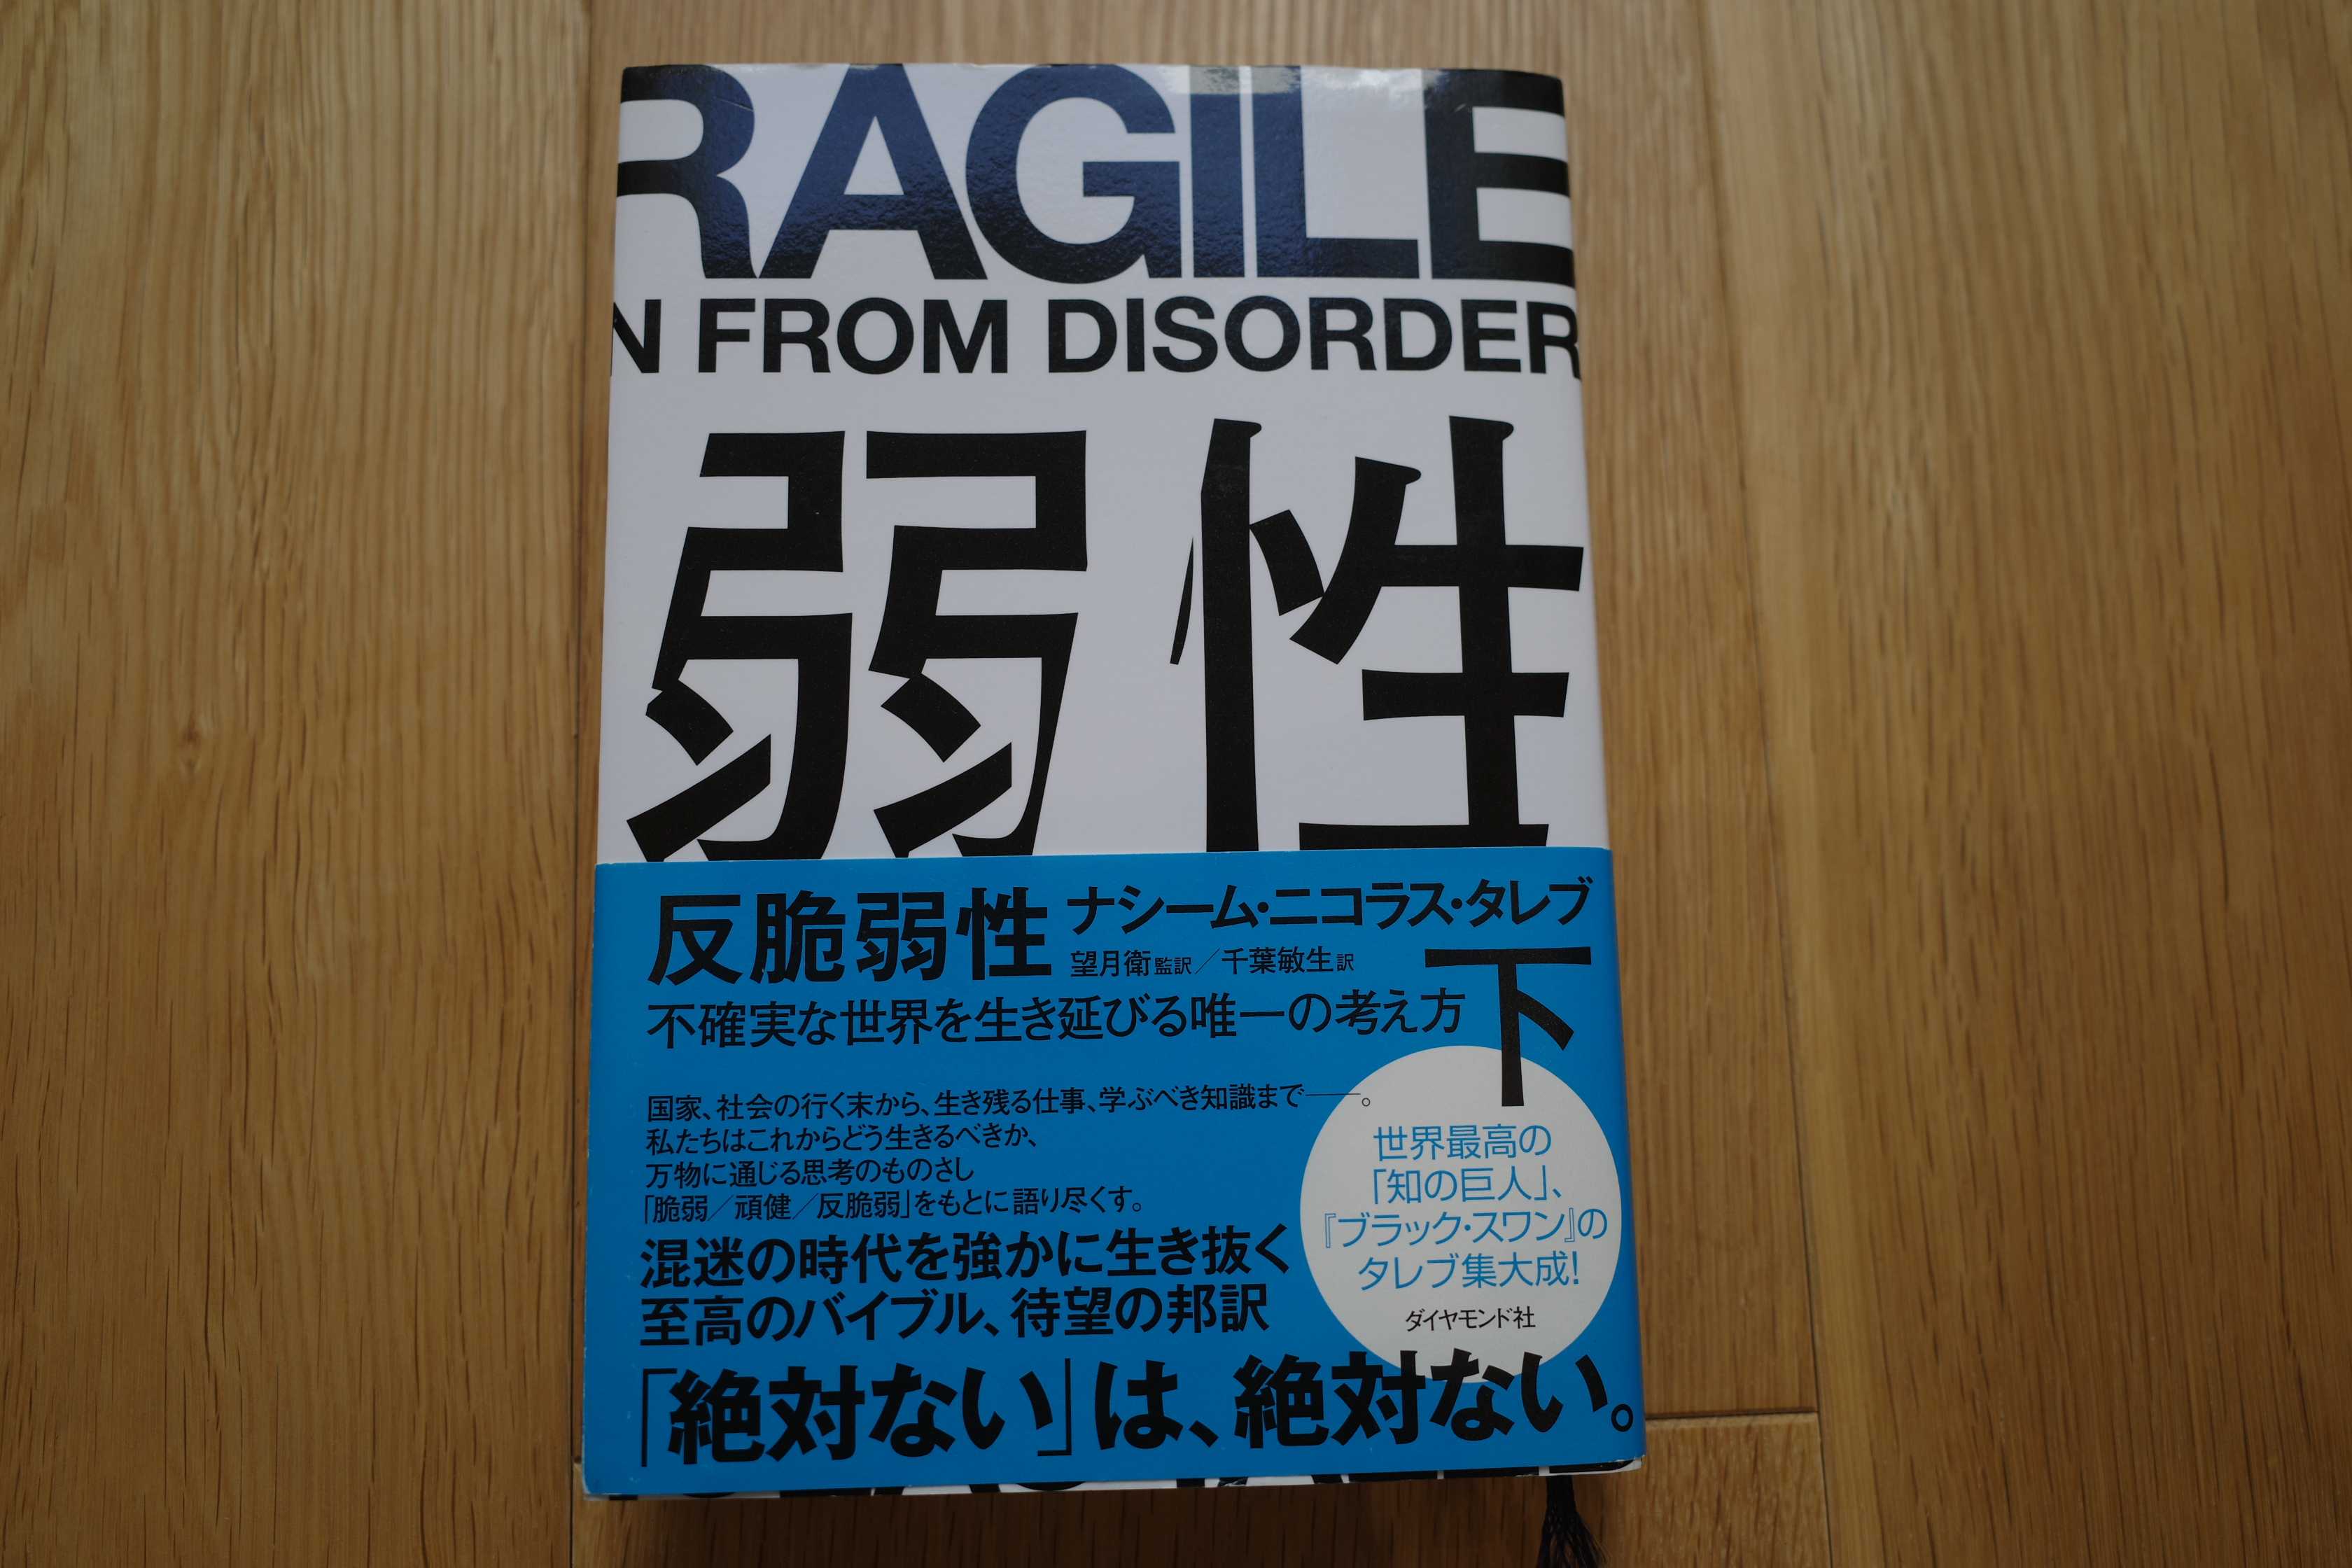 RAGILE
N FROM DISORDER
弱性
反脆弱性
ナシーム・ニコラス・タレブ
望月衛監訳/千葉敏生訳
下
不確実な世界を生き延びる唯一の考え方
国家、社会の行く末から、生き残る仕事、学ぶべき知識まで――。
私たちはこれからどう生きるべきか、
万物に通じる思考のものさし
「脆弱/頑健/反脆弱」をもとに語り尽くす。
混迷の時代を強かに生き抜く
至高のバイブル、待望の邦訳
世界最高の
「知の巨人」、
『ブラック・スワン』の
タレブ集大成!
ダイヤモンド社
「絶対ない」は、絶対ない。